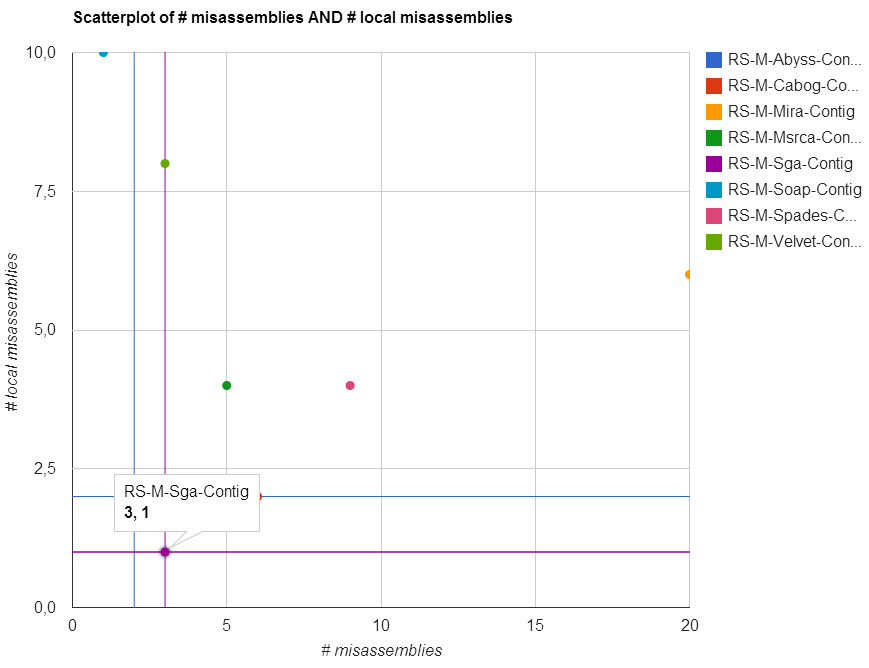 Scatterplot of # misassemblies AND # local misassemblies
10,0
7,5
5,0
2,5
0,0
# local misassemblies
0
5
10
15
20
# misassemblies
RS-M-Sga-Contig
3, 1
RS-M-Abyss-Con...
RS-M-Cabog-Co...
RS-M-Mira-Contig
RS-M-Msrca-Con...
RS-M-Sga-Contig
RS-M-Soap-Contig
RS-M-Spades-C...
RS-M-Velvet-Con...